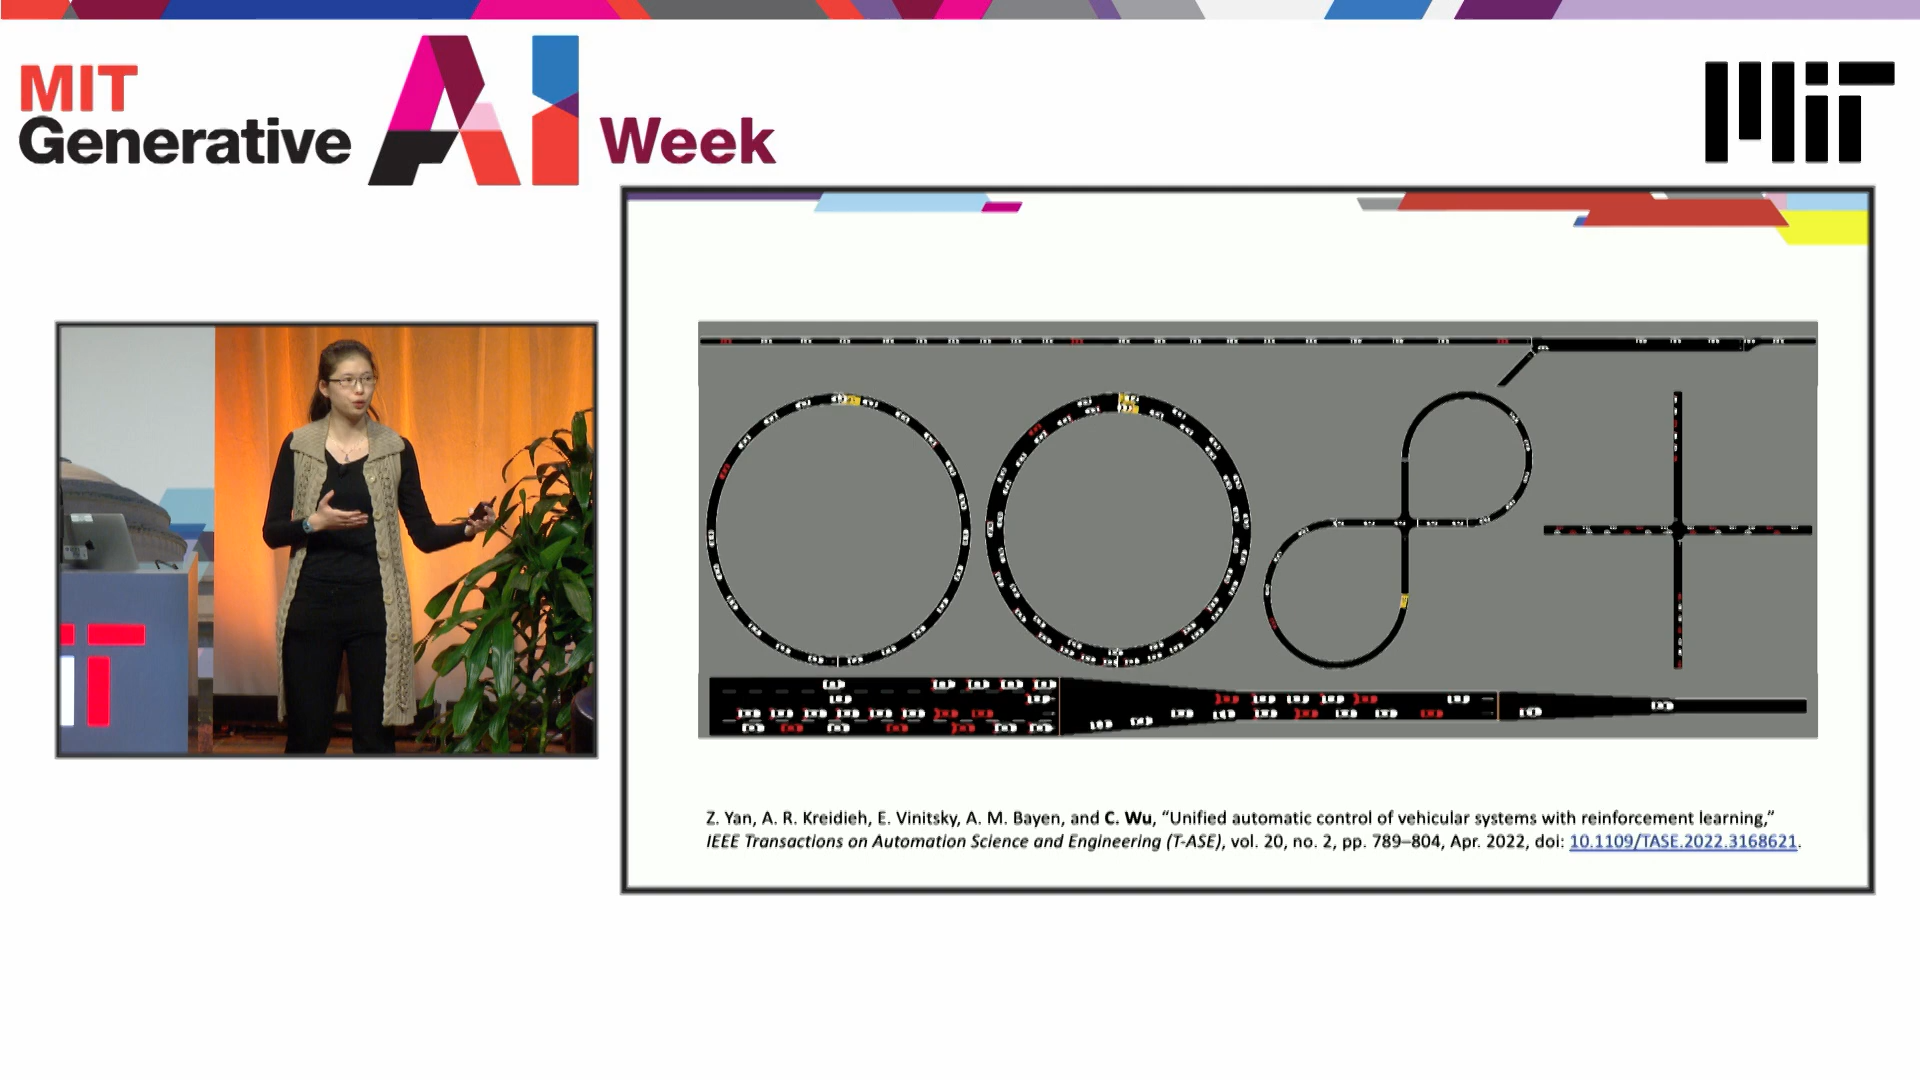 MIT
Generative AI Week
MIT
Z. Yan, A. R. Kreidieh, E. Vinitsky, A. M. Bayen, and C. Wu, “Unified automatic control of vehicular systems with reinforcement learning,”
IEEE Transactions on Automation Science and Engineering (T-ASE), vol. 20, no. 2, pp. 789–804, Apr. 2022, doi: 10.1109/TASE.2022.3168621.